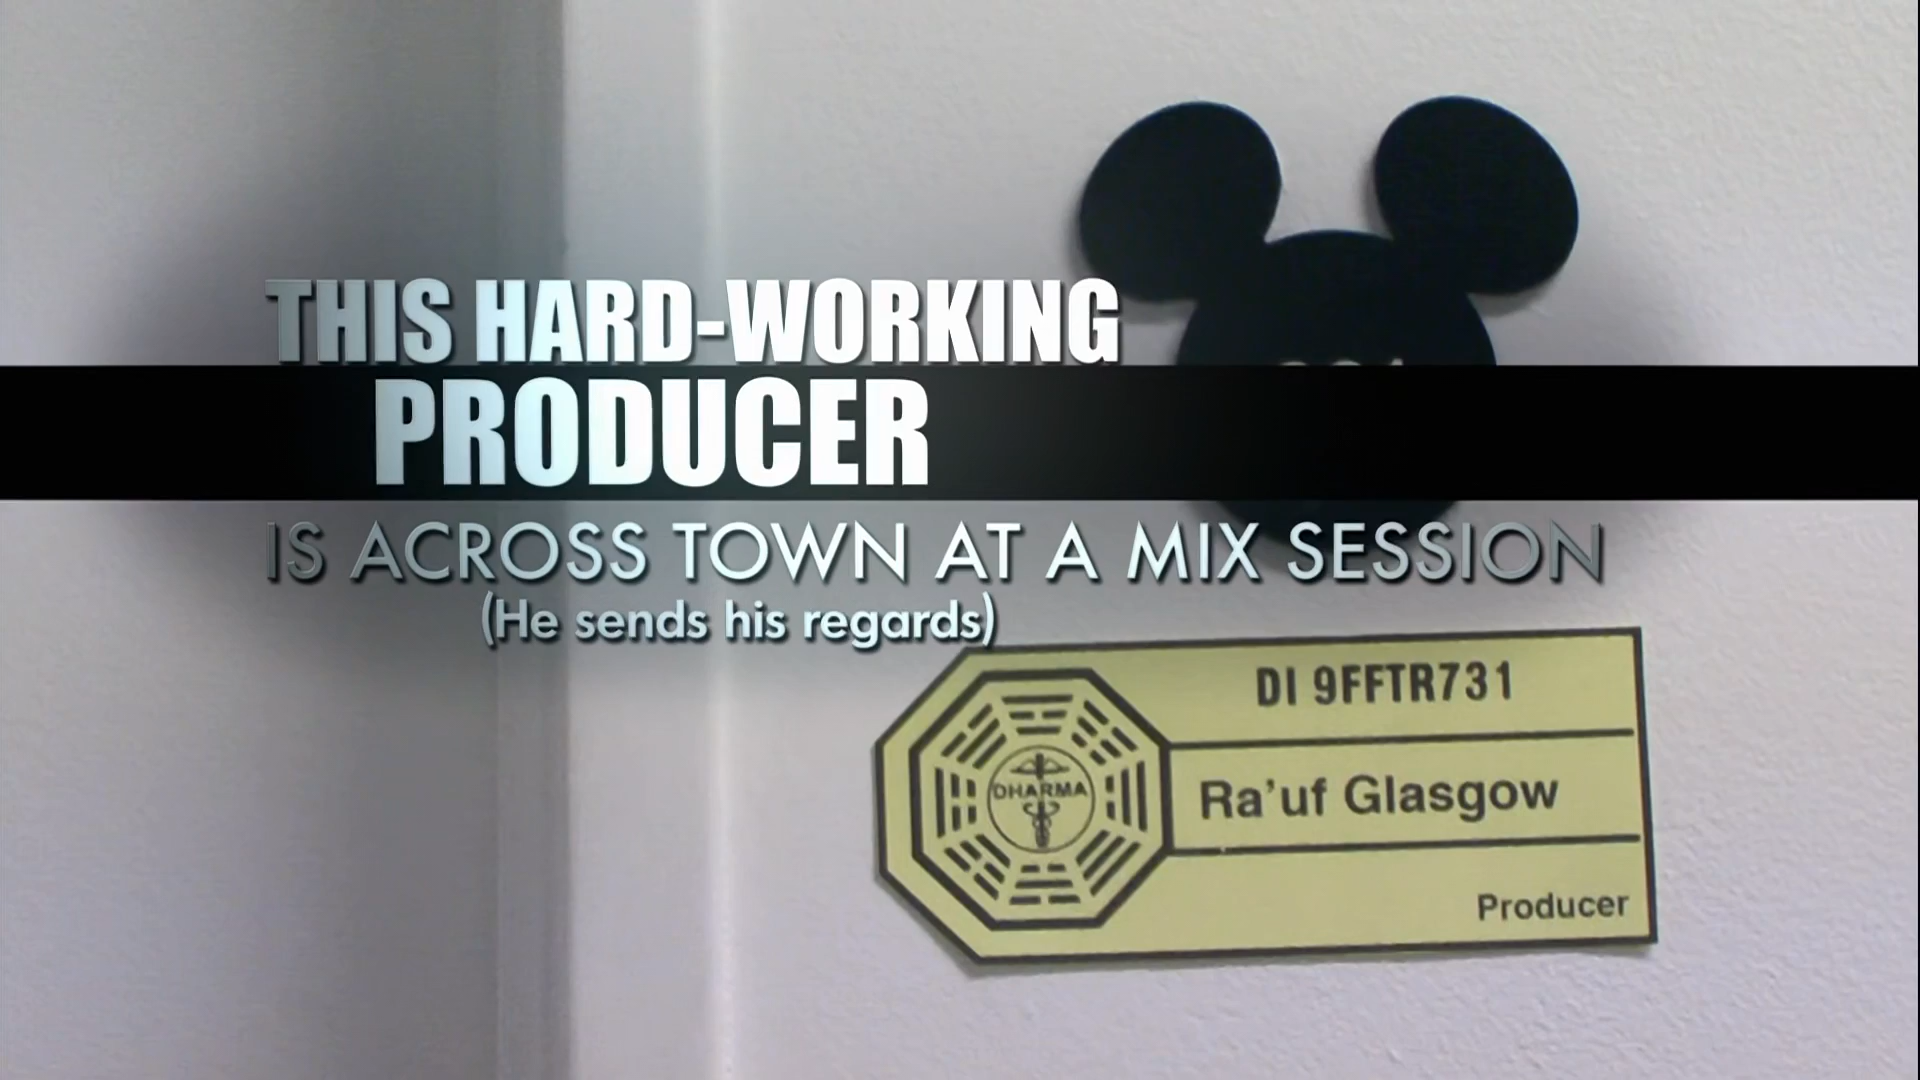 THIS HARD-WORKING
PRODUCER
IS ACROSS TOWN AT A MIX SESSION
(He sends his regards)
DI 9FFTR731
DHARMA
Ra'uf Glasgow
Producer